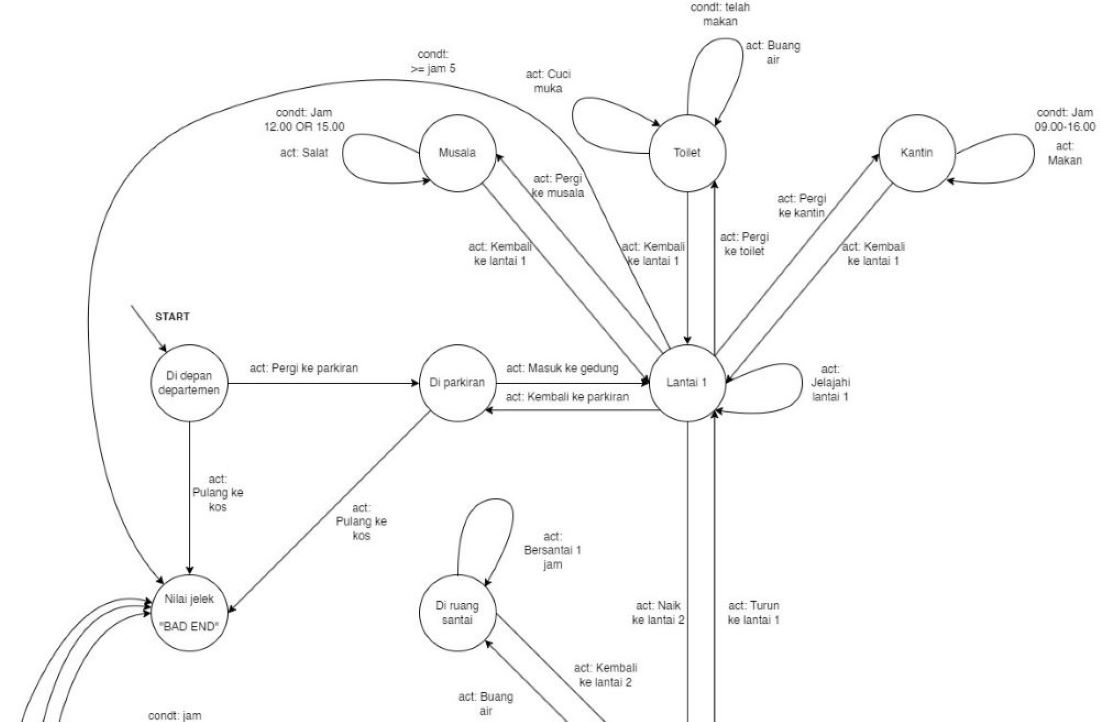 condt: telah
makan
act: Buang
air
condt:
>= jam 5
act: Cuci
muka
condt: Jam
12.00 OR 15.00
act: Salat
Musala
Toilet
Kantin
condt: Jam
09.00-16.00
act:
Makan
act: Pergi
ke musala
act: Pergi
ke kantin
act: Kembali
ke lantai 1
act: Kembali
ke lantai 1
act: Pergi
ke toilet
act: Kembali
ke lantai 1
START
Di depan
departemen
act: Pergi ke parkiran
Di parkiran
act: Masuk ke gedung
act: Kembali ke parkiran
Lantai 1
act:
Jelajahi
lantai 1
act:
Pulang ke
kos
act:
Pulang ke
kos
act:
Bersantai 1
jam
Nilai jelek
"BAD END"
Di ruang
santai
act: Naik
ke lantai 2
act: Turun
ke lantai 1
act: Kembali
ke lantai 2
act: Buang
air
condt: jam